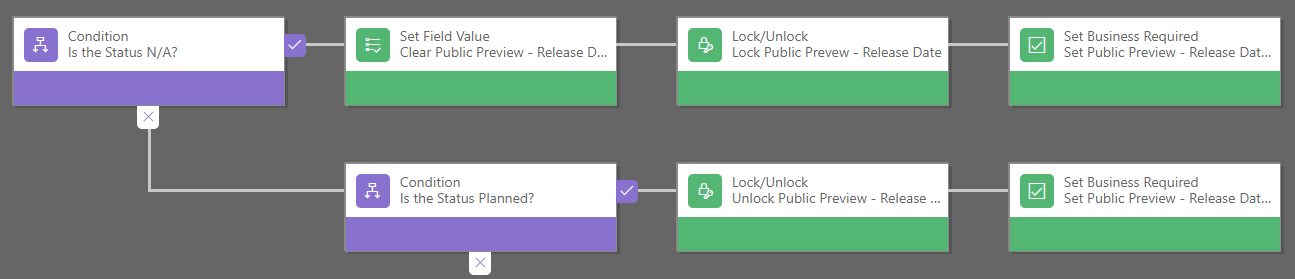 Condition
Is the Status N/A?
Set Field Value
Clear Public Preview - Release D...
Lock/Unlock
Lock Public Prevew - Release Date
Set Business Required
Set Public Preview - Release Dat...
Condition
Is the Status Planned?
Lock/Unlock
Unlock Public Preview - Release ...
Set Business Required
Set Public Preview - Release Dat...